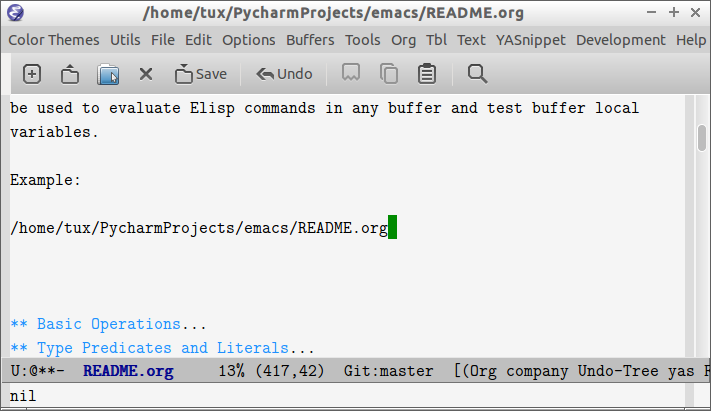 /home/tux/PycharmProjects/emacs/README.org
Color Themes Utils File Edit Options Buffers Tools Org Tbl Text YASnippet Development Help
Save Undo
be used to evaluate Elisp commands in any buffer and test buffer local
variables.
Example:
/home/tux/PycharmProjects/emacs/README.org
** Basic Operations...
** Type Predicates and Literals...
U:@**- README.org 13% (417,42) Git:master [(Org company Undo-Tree yas
nil